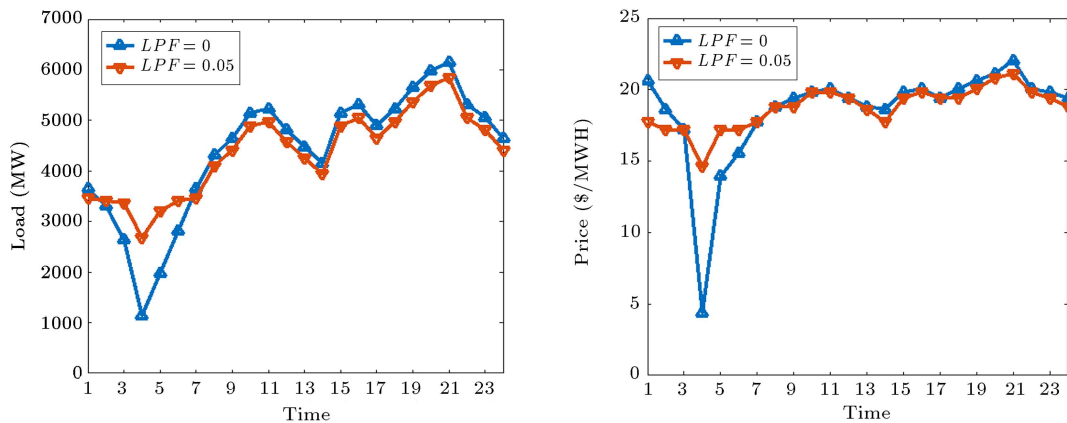 7000
6000
5000
4000
3000
2000
1000
0
Load (MW)
LPF = 0
LPF = 0.05
1 3 5 7 9 11 13 15 17 19 21 23
Time
25
20
15
10
5
0
Price ($/MWH)
LPF = 0
LPF = 0.05
1 3 5 7 9 11 13 15 17 19 21 23
Time